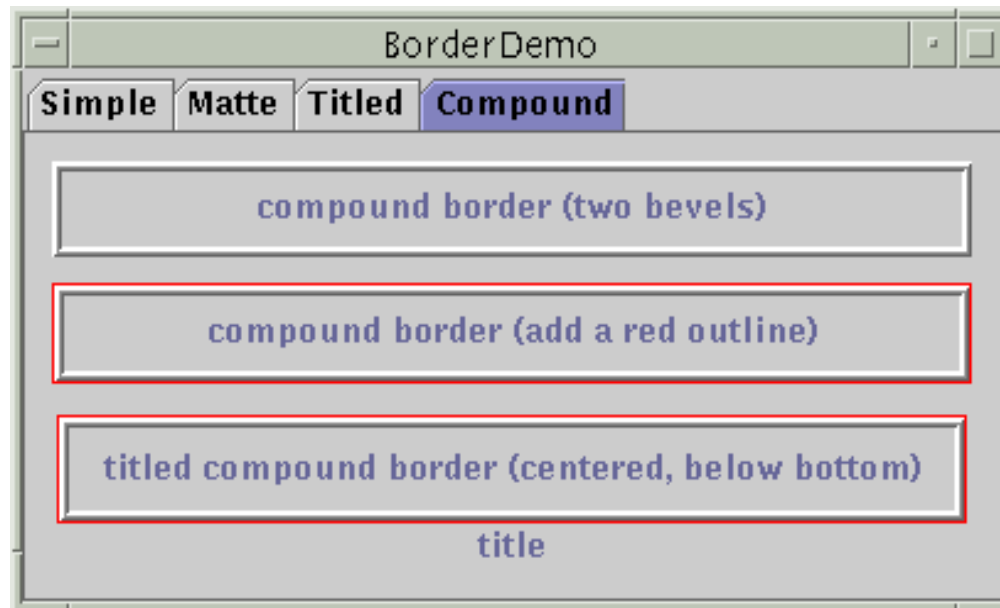 BorderDemo
Simple Matte Titled Compound
compound border (two bevels)
compound border (add a red outline)
titled compound border (centered, below bottom)
title